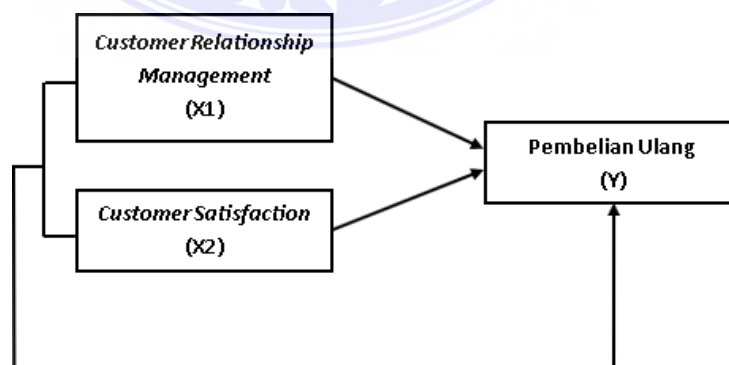 Customer Relationship
Management
(X1)
Pembelian Ulang
(Y)
Customer Satisfaction
(X2)